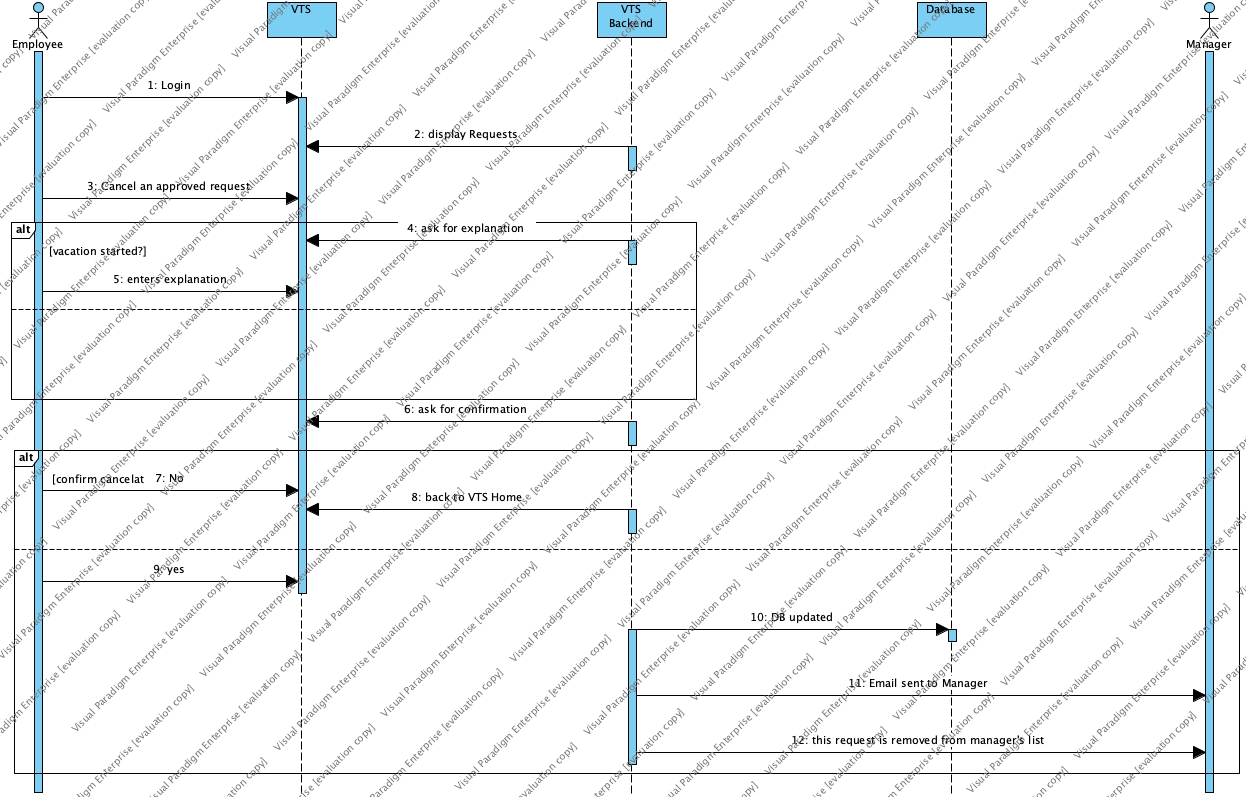 VTS
VTS
Backend
Database
Employee
Manager
1: Login
2: display Requests
3: Cancel an approved request
alt
4: ask for explanation
[vacation started?]
5: enters explanation
6: ask for confirmation
alt
[confirm cancelat
7: No
8: back to VTS Home
9: yes
10: DB updated
11: Email sent to Manager
12: this request is removed from manager's list
Visual Paradigm Enterprise [evaluation copy]